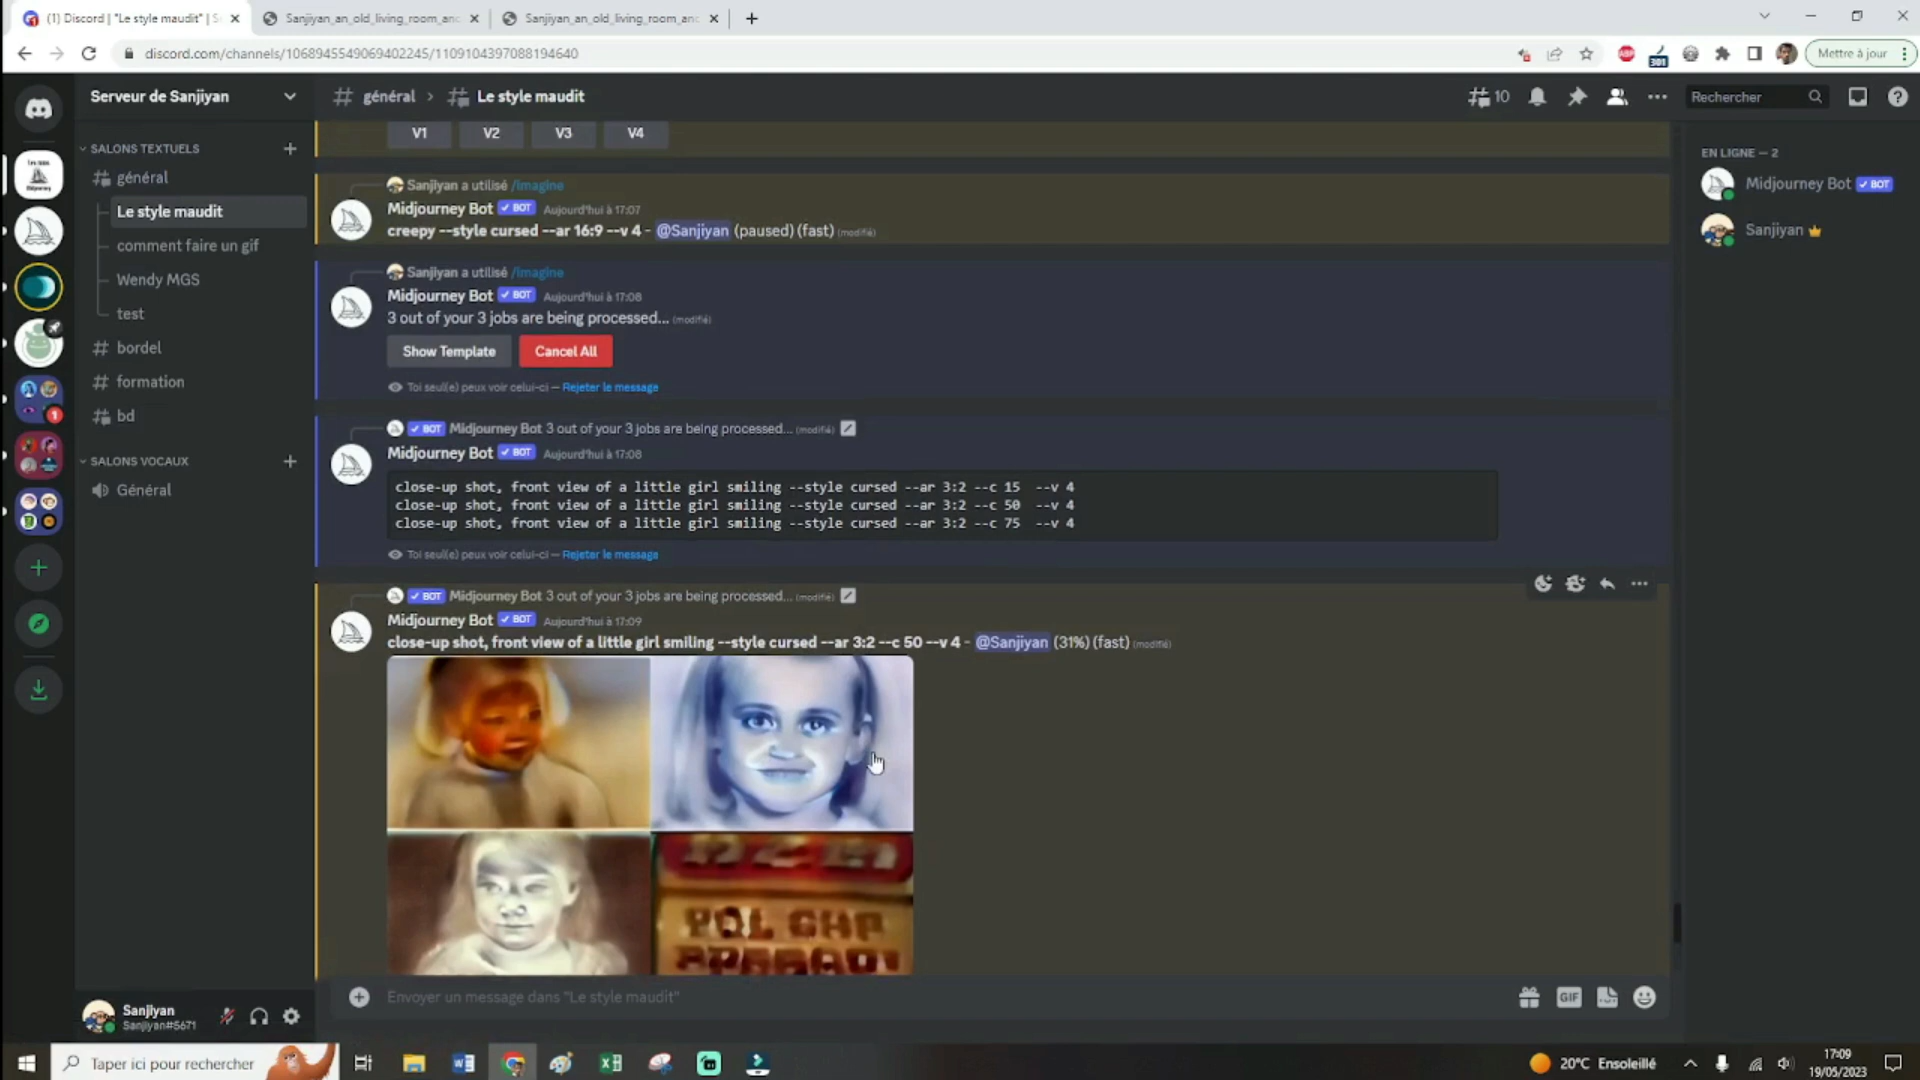 (1) Discord | "Le style maudit" | S
Sanjiyan_an_old_living_room_and
Sanjiyan_an_old_living_room_an
discord.com/channels/1068945549069402245/1109104397088194640
ABP
301
Mettre à jour
Serveur de Sanjiyan
général
Le style maudit
10
Rechercher
SALONS TEXTUELS
général
Le style maudit
comment faire un gif
Wendy MGS
test
bordel
formation
bd
SALONS VOCAUX
Général
1
V1 V2 V3 V4
Sanjiyan a utilisé /imagine
Midjourney Bot BOT Aujourd'hui à 17:07
creepy --style cursed --ar 16:9 --v 4 - @Sanjiyan (paused) (fast) (modifié)
Sanjiyan a utilisé /imagine
Midjourney Bot BOT Aujourd'hui à 17:08
3 out of your 3 jobs are being processed... (modifié)
Show Template Cancel All
Toi seul(e) peux voir celui-ci — Rejeter le message
BOT Midjourney Bot 3 out of your 3 jobs are being processed... (modifié)
Midjourney Bot BOT Aujourd'hui à 17:08
close-up shot, front view of a little girl smiling --style cursed --ar 3:2 --c 15 --v 4
close-up shot, front view of a little girl smiling --style cursed --ar 3:2 --c 50 --v 4
close-up shot, front view of a little girl smiling --style cursed --ar 3:2 --c 75 --v 4
Toi seul(e) peux voir celui-ci — Rejeter le message
BOT Midjourney Bot 3 out of your 3 jobs are being processed... (modifié)
Midjourney Bot BOT Aujourd'hui à 17:09
close-up shot, front view of a little girl smiling --style cursed --ar 3:2 --c 50 --v 4 - @Sanjiyan (31%) (fast) (modifié)
Envoyer un message dans "Le style maudit"
GIF
EN LIGNE — 2
Midjourney Bot BOT
Sanjiyan
Sanjiyan
Sanjiyan#5671
Taper ici pour rechercher
20°C Ensoleillé
17:09
19/05/2023